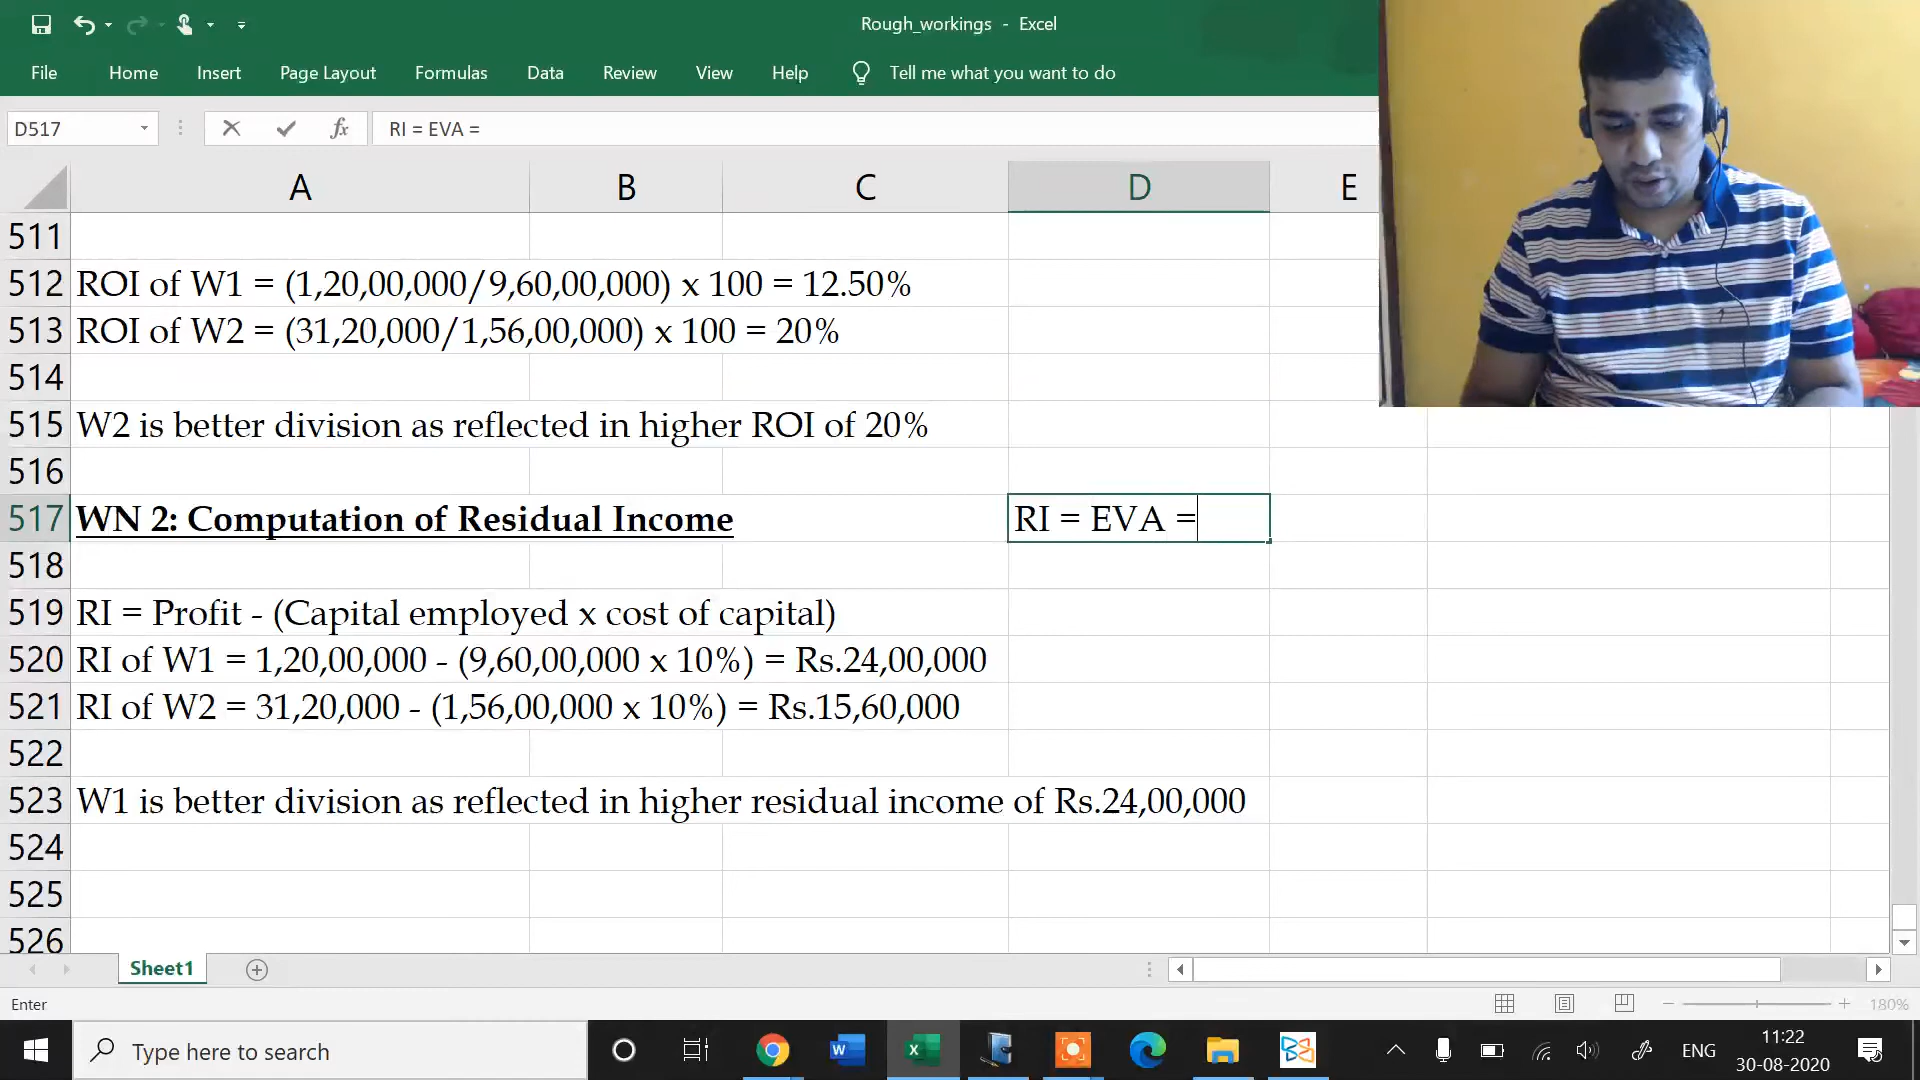 Rough_workings - Excel
File Home Insert Page Layout Formulas Data Review View Help Tell me what you want to do
D517 fx RI = EVA =
A B C D E
511
512 ROI of W1 = (1,20,00,000/9,60,00,000) x 100 = 12.50%
513 ROI of W2 = (31,20,000/1,56,00,000) x 100 = 20%
514
515 W2 is better division as reflected in higher ROI of 20%
516
517 WN 2: Computation of Residual Income RI = EVA =
518
519 RI = Profit - (Capital employed x cost of capital)
520 RI of W1 = 1,20,00,000 - (9,60,00,000 x 10%) = Rs.24,00,000
521 RI of W2 = 31,20,000 - (1,56,00,000 x 10%) = Rs.15,60,000
522
523 W1 is better division as reflected in higher residual income of Rs.24,00,000
524
525
526
Sheet1
Enter 180%
Type here to search ENG 11:22
30-08-2020